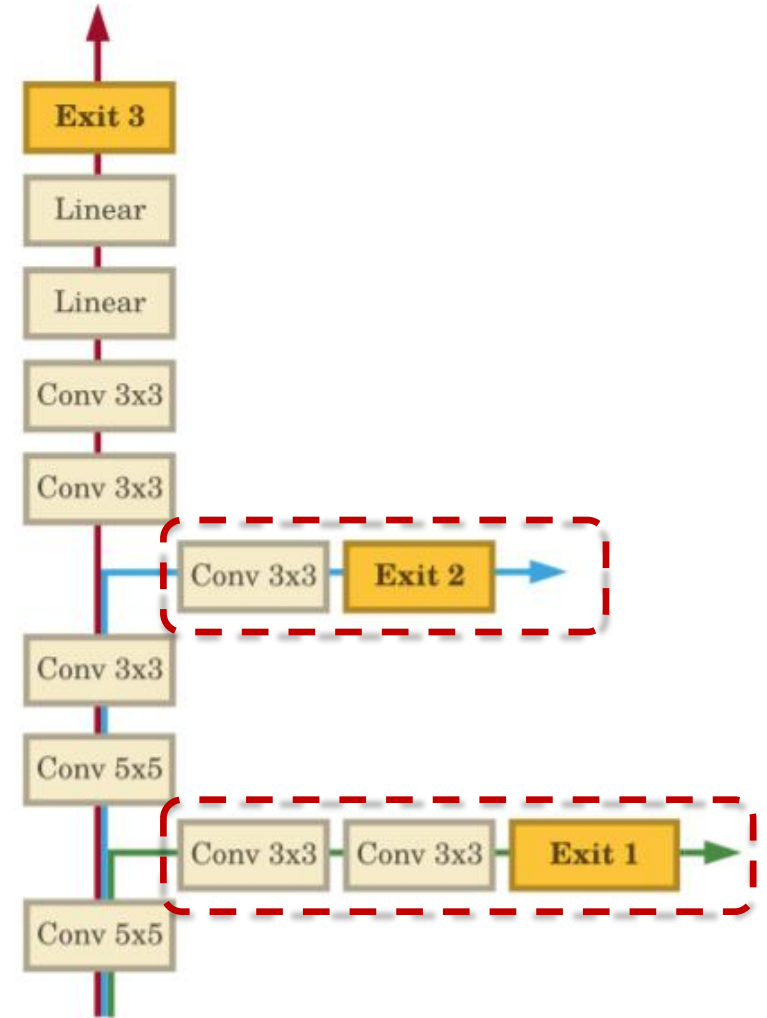 Exit 3
Linear
Linear
Conv 3x3
Conv 3x3
Conv 3x3 Exit 2
Conv 3x3
Conv 5x5
Conv 3x3 Conv 3x3 Exit 1
Conv 5x5